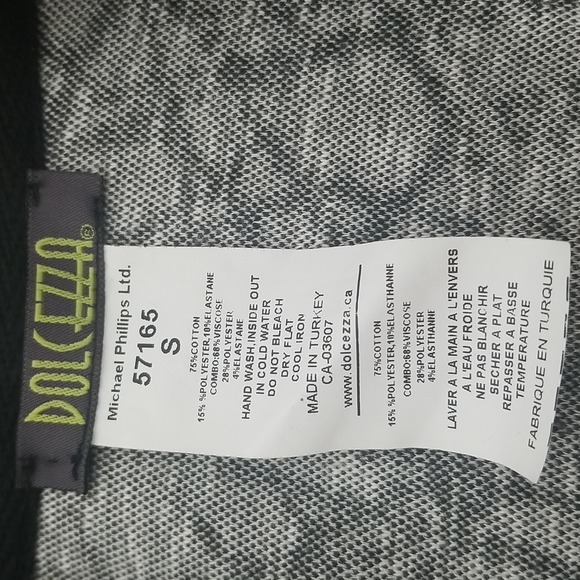 DOLCEZZA
Michael Phillips Ltd.
57165
S
75%COTTON
15% %POLYESTER,10%ELASTANE
COMBO:68%VISCOSE
28%POLYESTER
4%ELASTANE
HAND WASH,INSIDE OUT
IN COLD WATER
DO NOT BLEACH
DRY FLAT
COOL IRON
MADE IN TURKEY
CA-03607
www.dolcezza.ca
75%COTTON
15% %POLYESTER,10%ELASTHANNE
COMBO:68%VISCOSE
28%POLYESTER
4%ELASTHANNE
LAVER A LA MAIN A L'ENVERS
A L'EAU FROIDE
NE PAS BLANCHIR
SECHER A PLAT
REPASSER A BASSE
TEMPERATURE
FABRIQUE EN TURQUIE